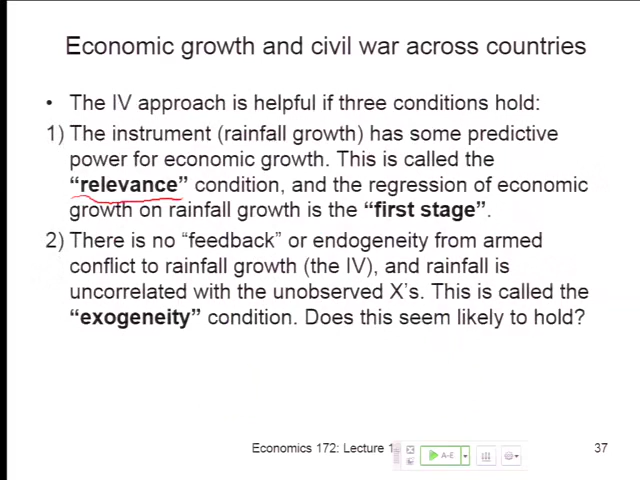 Economic growth and civil war across countries
• The IV approach is helpful if three conditions hold:
1) The instrument (rainfall growth) has some predictive
power for economic growth. This is called the
“relevance” condition, and the regression of economic
growth on rainfall growth is the “first stage”.
2) There is no “feedback” or endogeneity from armed
conflict to rainfall growth (the IV), and rainfall is
uncorrelated with the unobserved X’s. This is called the
“exogeneity” condition. Does this seem likely to hold?
Economics 172: Lecture 1
A-E
37